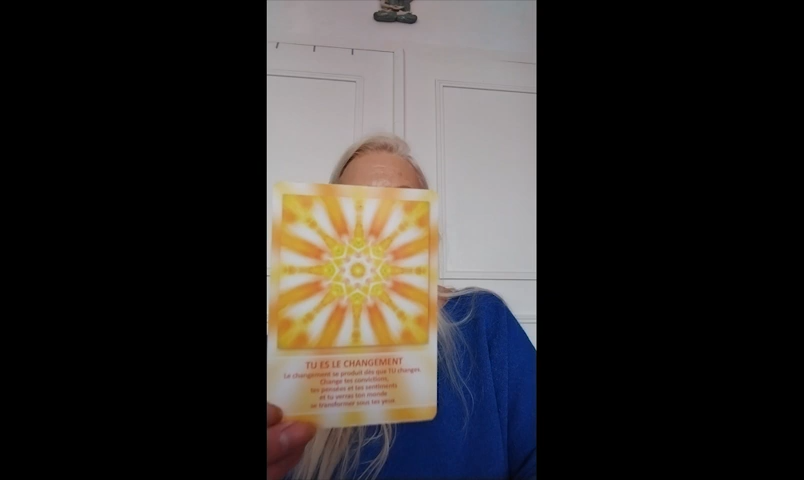 TU ES LE CHANGEMENT
Le changement se produit dès que TU changes.
Change tes convictions,
tes pensées et tes sentiments
et tu verras ton monde
se transformer sous tes yeux.